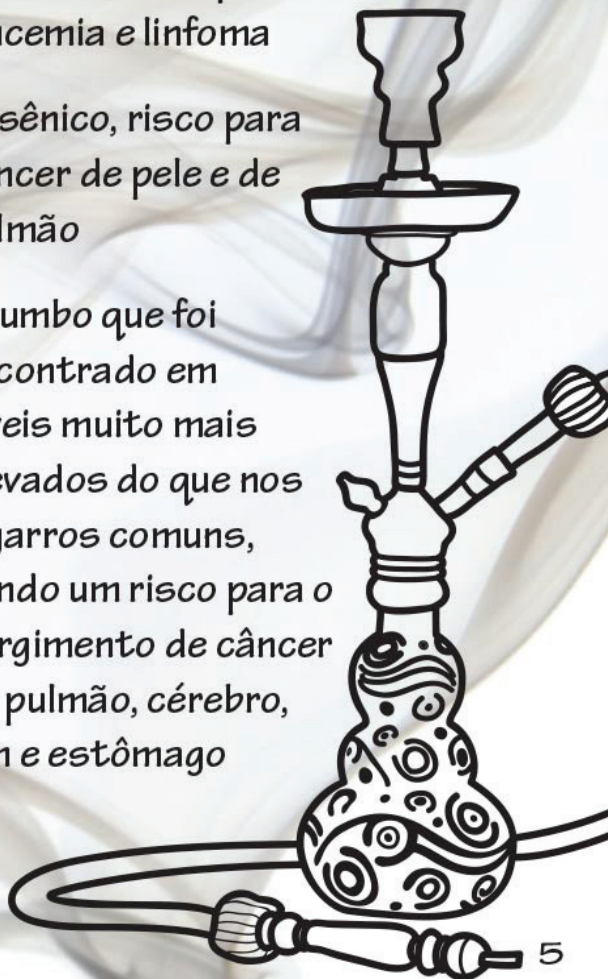 ucemia e linfoma
sênico, risco para
ncer de pele e de
lmão
umbo que foi
contrado em
eis muito mais
evados do que nos
garros comuns,
ndo um risco para o
rgimento de câncer
pulmão, cérebro,
n e estômago
5